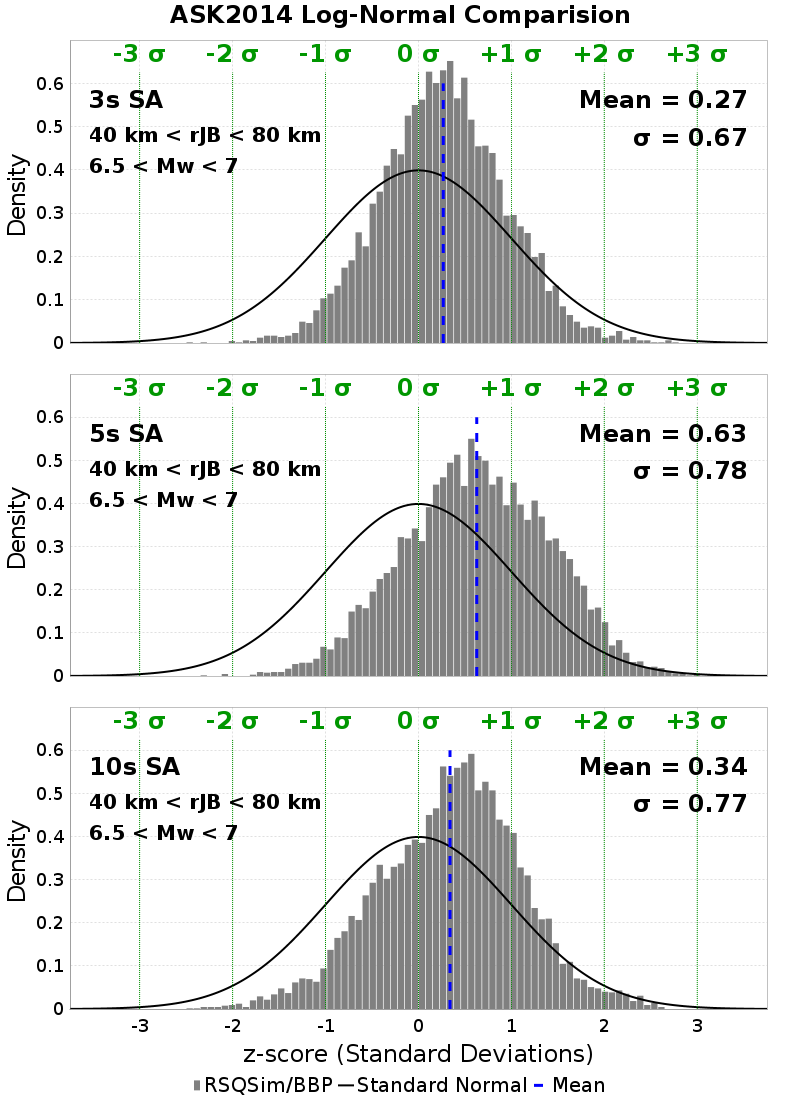 ASK2014 Log-Normal Comparision
-3 σ -2 σ -1 σ 0 σ +1 σ +2 σ +3 σ
3s SA
40 km < rJB < 80 km
6.5 < Mw < 7
Mean = 0.27
σ = 0.67
Density
0.6
0.5
0.4
0.3
0.2
0.1
0
-3 σ -2 σ -1 σ 0 σ +1 σ +2 σ +3 σ
5s SA
40 km < rJB < 80 km
6.5 < Mw < 7
Mean = 0.63
σ = 0.78
Density
0.6
0.5
0.4
0.3
0.2
0.1
0
-3 σ -2 σ -1 σ 0 σ +1 σ +2 σ +3 σ
10s SA
40 km < rJB < 80 km
6.5 < Mw < 7
Mean = 0.34
σ = 0.77
Density
0.6
0.5
0.4
0.3
0.2
0.1
0
-3 -2 -1 0 1 2 3
z-score (Standard Deviations)
RSQSim/BBP Standard Normal Mean